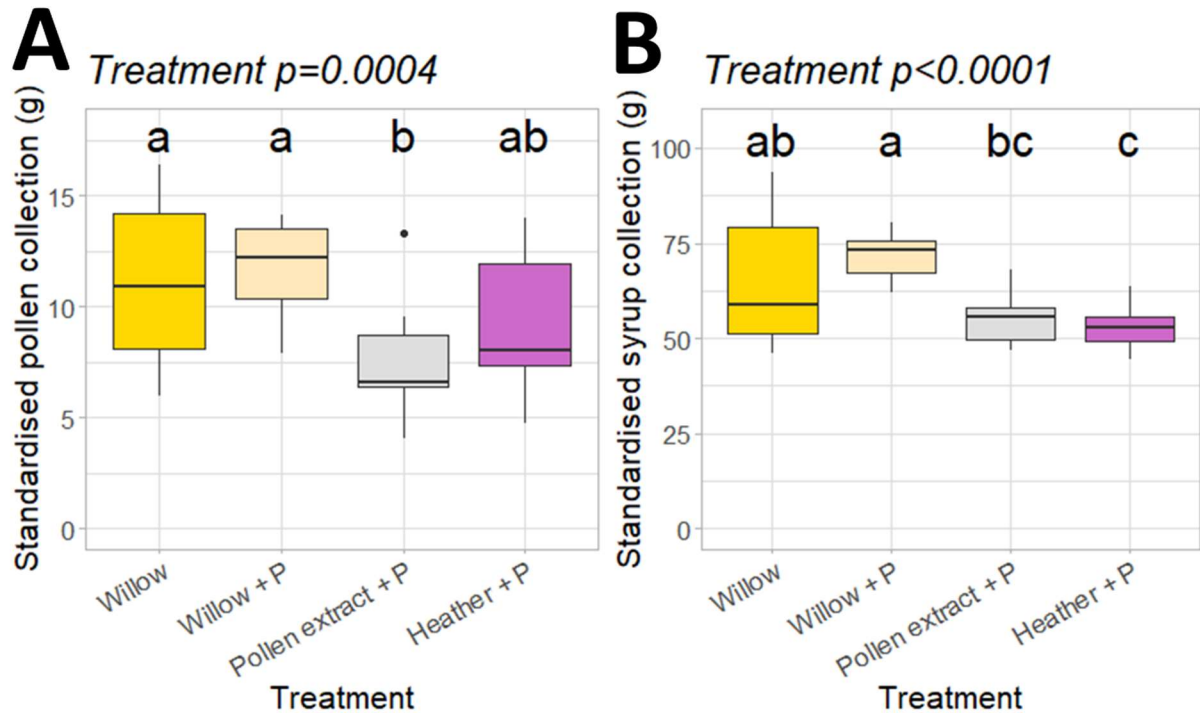 A
Treatment p=0.0004
Standardised pollen collection (g)
a a b ab
15
10
5
0
Willow
Willow + P
Pollen extract + P
Heather + P
Treatment
B
Treatment p<0.0001
Standardised syrup collection (g)
ab a bc c
100
75
50
25
0
Willow
Willow + P
Pollen extract + P
Heather + P
Treatment